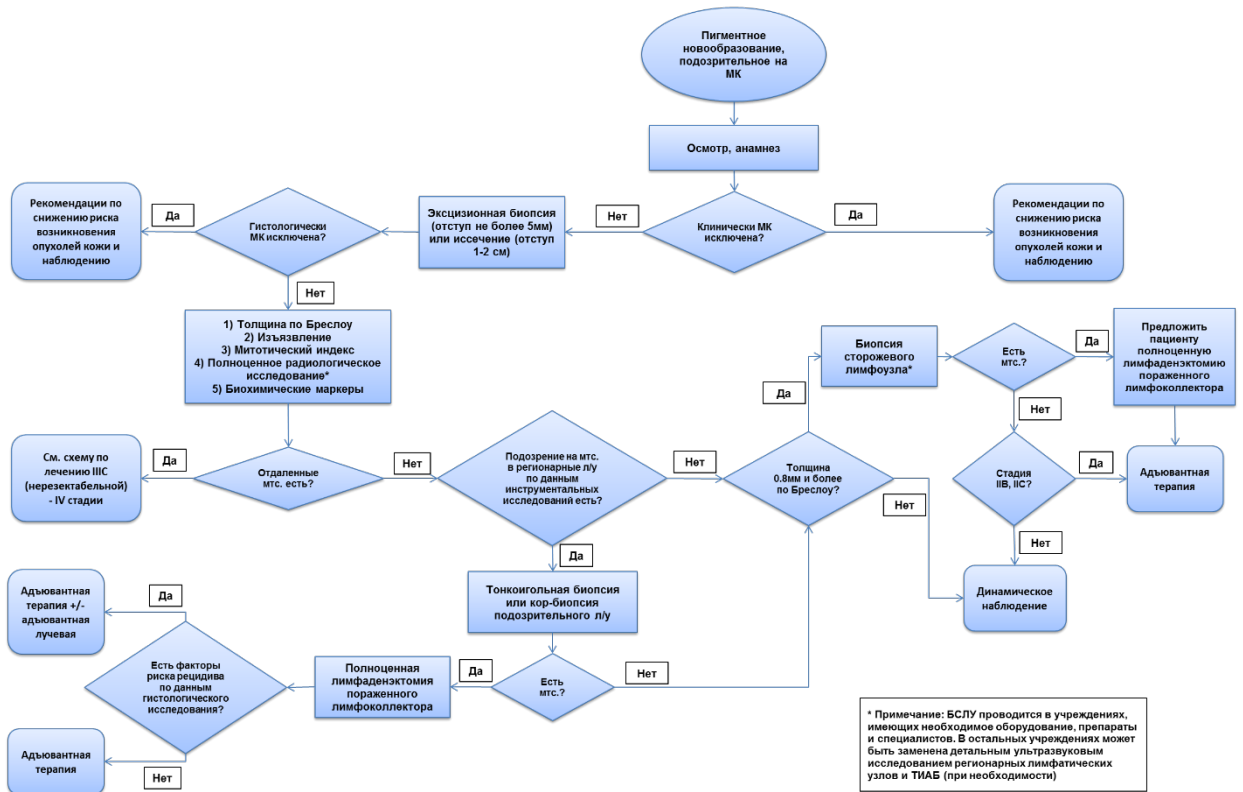 Пигментное
новообразование,
подозрительное на
МК
Осмотр, анамнез
Рекомендации по
снижению риска
возникновения
опухолей кожи и
наблюдению
Да
Гистологически
МК исключена?
Эксцизионная биопсия
(отступ не более 5мм)
или иссечение (отступ
1-2 см)
Нет
Клинически МК
исключена?
Да
Рекомендации по
снижению риска
возникновения
опухолей кожи и
наблюдению
Нет
1) Толщина по Бреслоу
2) Изъязвление
3) Митотический индекс
4) Полноценное радиологическое
исследование*
5) Биохимические маркеры
Биопсия
сторожевого
лимфоузла*
Есть
мтс.?
Да
Предложить
пациенту
полноценную
лимфаденэктомию
пораженного
лимфоколлектора
Да
Нет
См. схему по
лечению IIIC
(нерезектабельной)
- IV стадии
Да
Отдаленные
мтс. есть?
Нет
Подозрение на мтс.
в регионарные л/у
по данным
инструментальных
исследований есть?
Нет
Толщина
0.8мм и более
по Бреслоу?
Нет
Стадия
IIB, IIC?
Да
Адъювантная
терапия
Да
Нет
Тонкоигольная биопсия
или кор-биопсия
подозрительного л/у
Динамическое
наблюдение
Адъювантная
терапия +/-
адъювантная
лучевая
Да
Есть факторы
риска рецидива
по данным
гистологического
исследования?
Полноценная
лимфаденэктомия
пораженного
лимфоколлектора
Да
Есть
мтс.?
Нет
Адъювантная
терапия
Нет
* Примечание: БСЛУ проводится в учреждениях,
имеющих необходимое оборудование, препараты
и специалистов. В остальных учреждениях может
быть заменена детальным ультразвуковым
исследованием регионарных лимфатических
узлов и ТИАБ (при необходимости)